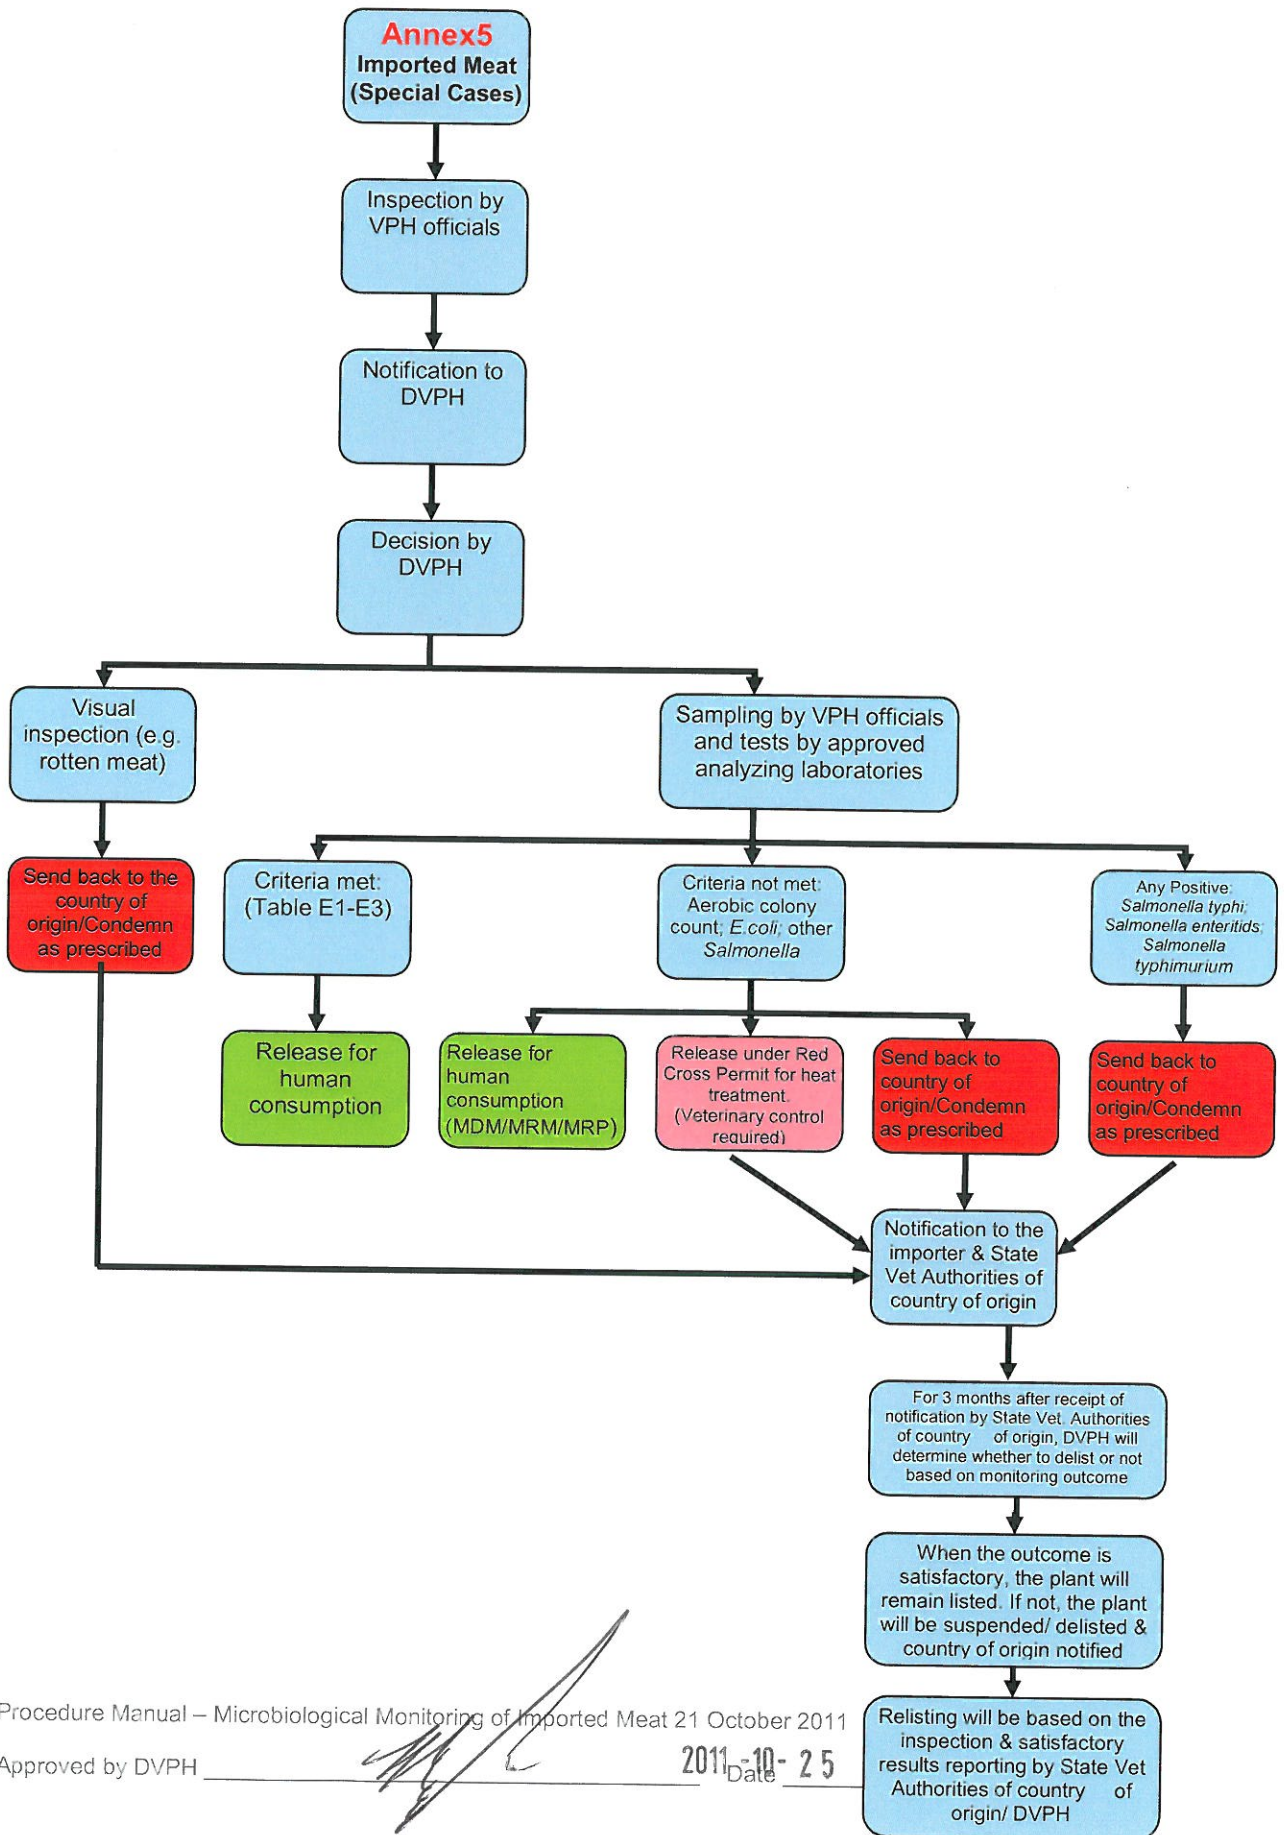 Annex5
Imported Meat
(Special Cases)
Inspection by
VPH officials
Notification to
DVPH
Decision by
DVPH
Visual
inspection (e.g.
rotten meat)
Sampling by VPH officials
and tests by approved
analyzing laboratories
Send back to the
country of
origin/Condemn
as prescribed
Criteria met:
(Table E1-E3)
Criteria not met:
Aerobic colony
count; E.coli; other
Salmonella
Any Positive:
Salmonella typhi;
Salmonella enteritids;
Salmonella
typhimurium
Release for
human
consumption
Release for
human
consumption
(MDM/MRM/MRP)
Release under Red
Cross Permit for heat
treatment.
(Veterinary control
required)
Send back to
country of
origin/Condemn
as prescribed
Send back to
country of
origin/Condemn
as prescribed
Notification to the
importer & State
Vet Authorities of
country of origin
For 3 months after receipt of
notification by State Vet. Authorities
of country of origin, DVPH will
determine whether to delist or not
based on monitoring outcome
When the outcome is
satisfactory, the plant will
remain listed. If not, the plant
will be suspended/ delisted &
country of origin notified
Relisting will be based on the
inspection & satisfactory
results reporting by State Vet
Authorities of country of
origin/ DVPH
Procedure Manual – Microbiological Monitoring of Imported Meat 21 October 2011
Approved by DVPH Date 2011-10-25